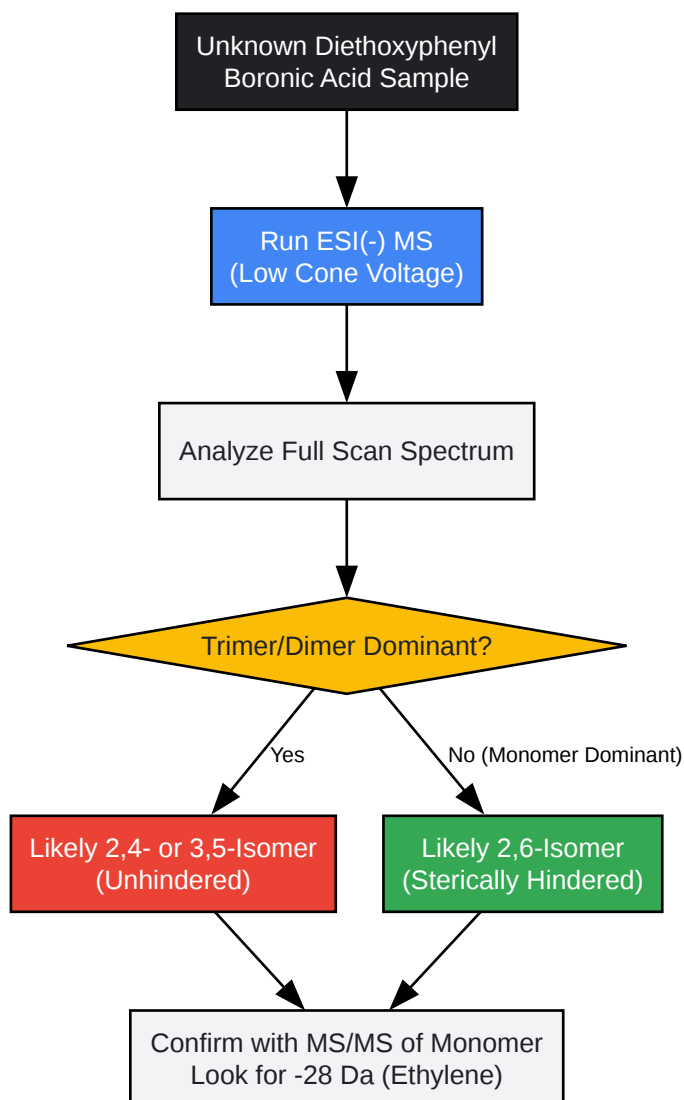 Unknown Diethoxyphenyl
Boronic Acid Sample
Run ESI(-) MS
(Low Cone Voltage)
Analyze Full Scan Spectrum
Trimer/Dimer Dominant?
Yes
No (Monomer Dominant)
Likely 2,4- or 3,5-Isomer
(Unhindered)
Likely 2,6-Isomer
(Sterically Hindered)
Confirm with MS/MS of Monomer
Look for -28 Da (Ethylene)